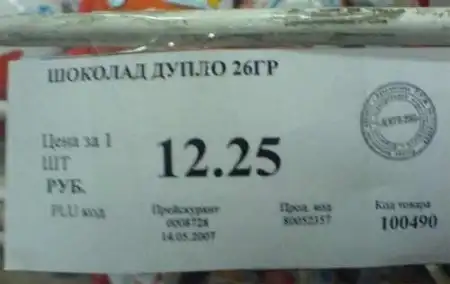 ШОКОЛАД ДУПЛО 26ГР
Цена за 1
ШТ
РУБ.
12.25
PLU код
Прейскурант
0008728
14.05.2007
Прод. код
80052357
Код товара
100490